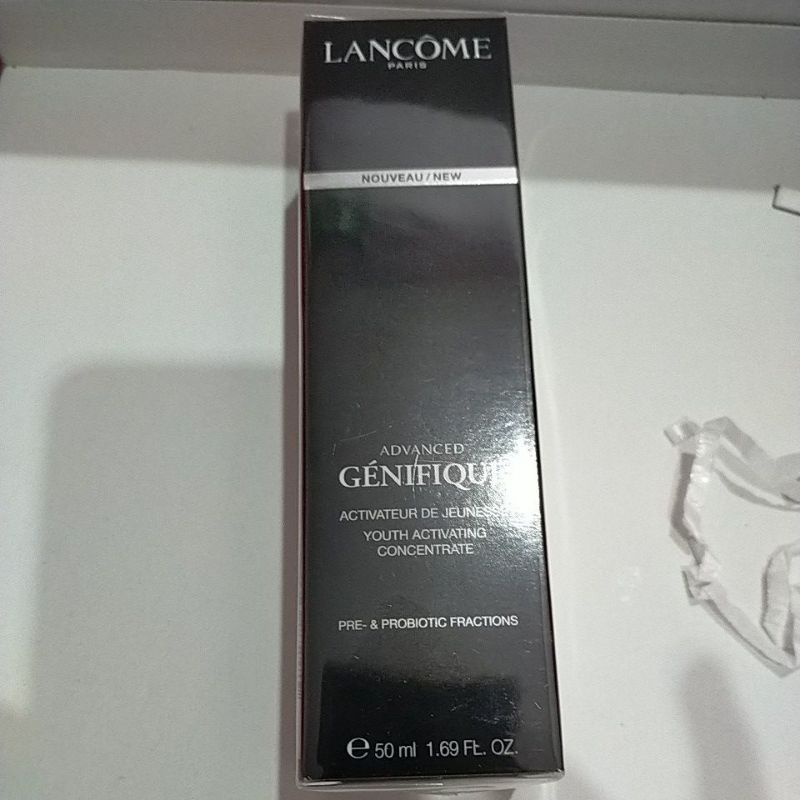 LANCÔME
PARIS
NOUVEAU / NEW
ADVANCED
GÉNIFIQU
ACTIVATEUR DE JEUNESSE
YOUTH ACTIVATING
CONCENTRATE
PRE- & PROBIOTIC FRACTIONS
℮ 50 ml 1.69 FL. OZ.